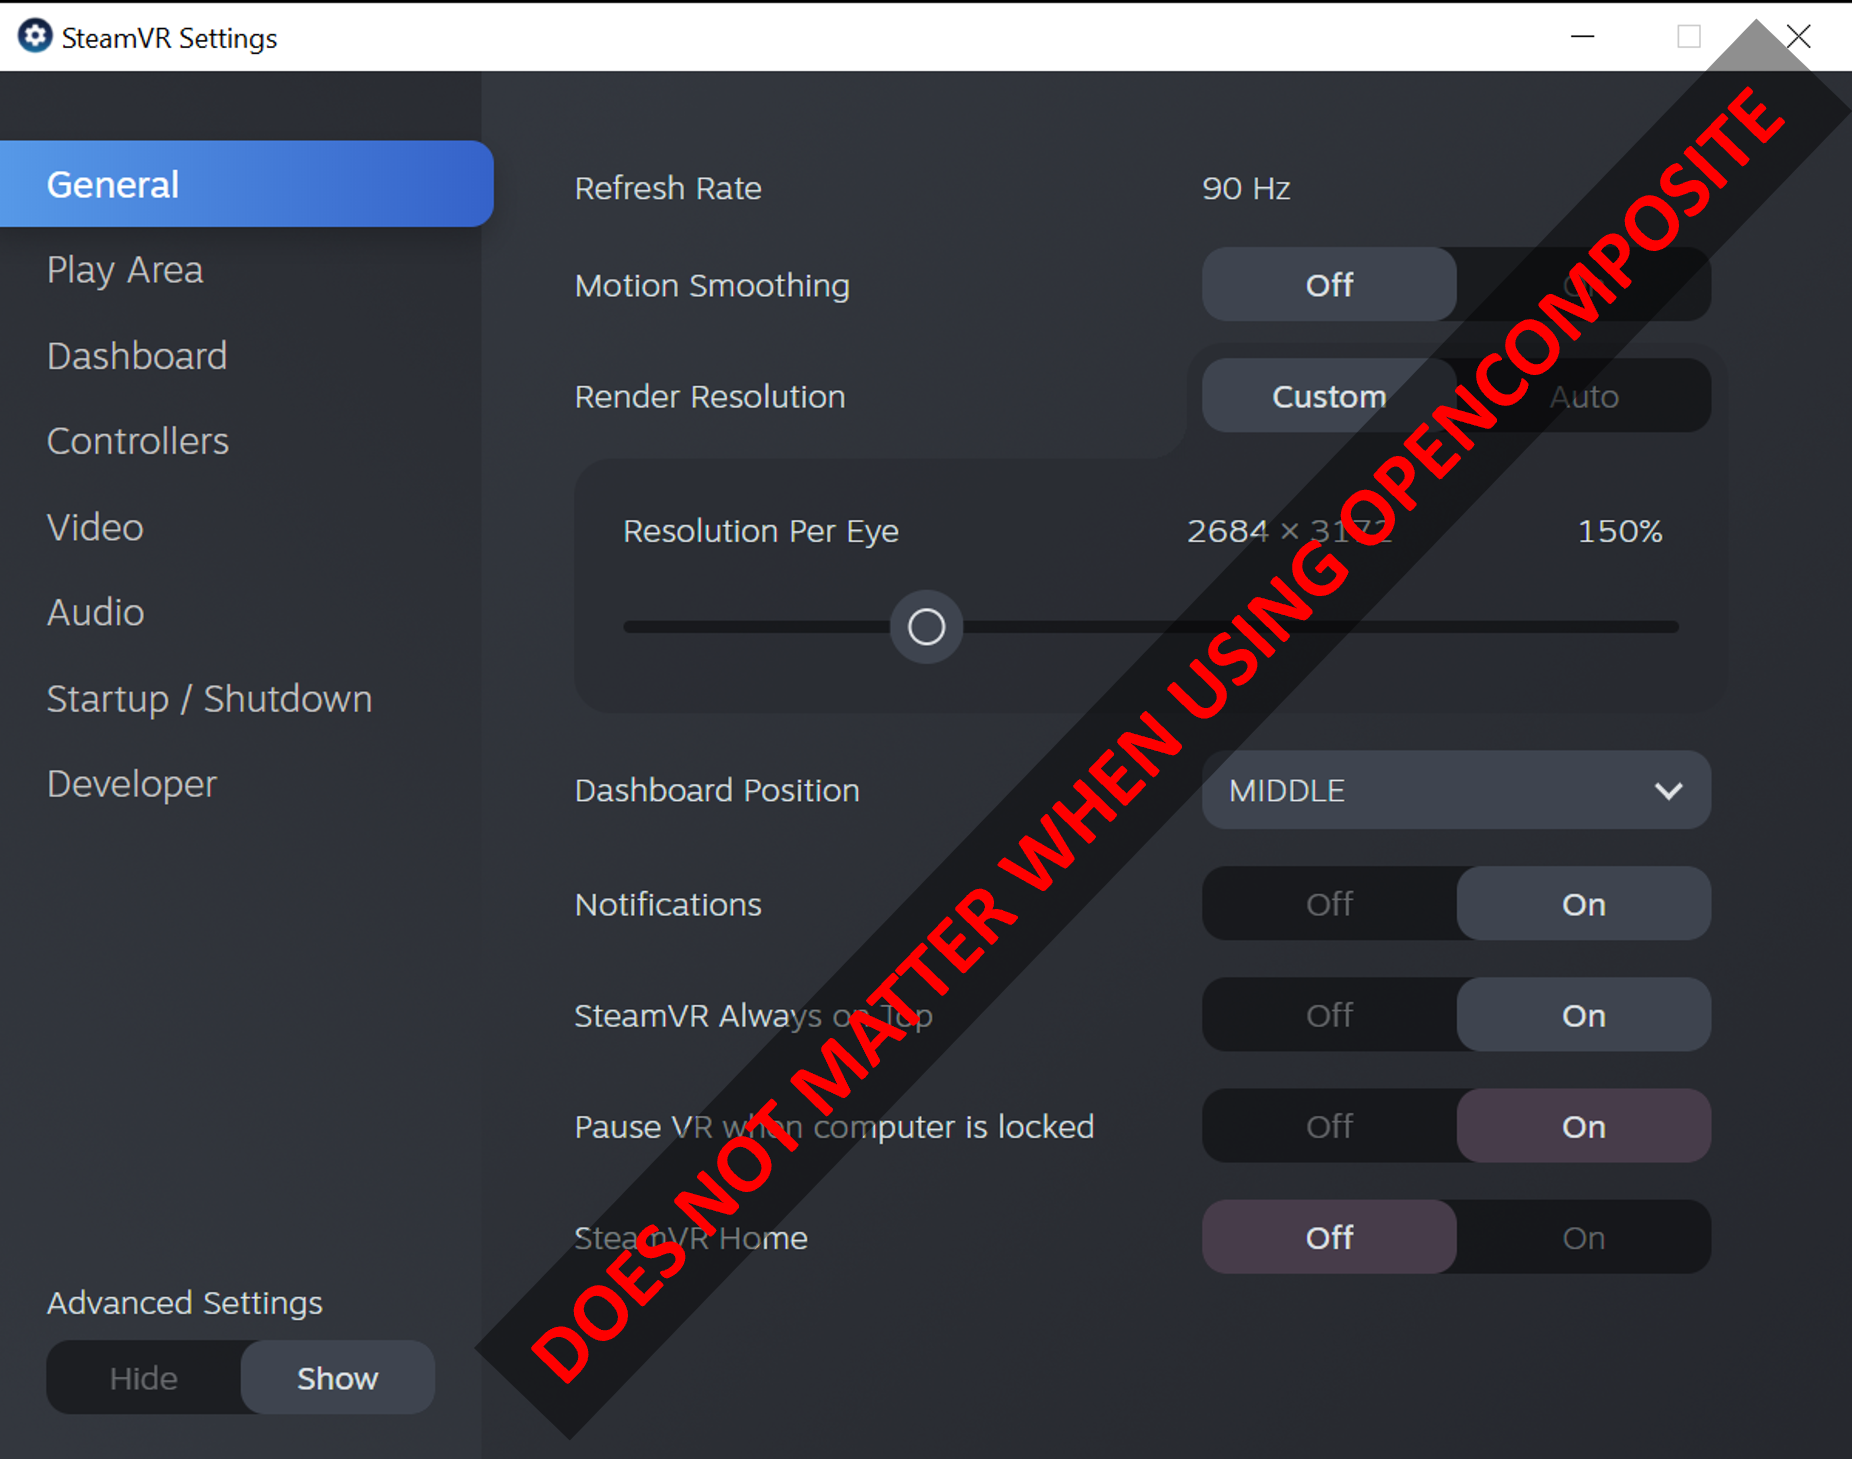 SteamVR Settings
General
Play Area
Dashboard
Controllers
Video
Audio
Startup / Shutdown
Developer
Advanced Settings
Hide Show
Refresh Rate 90 Hz
Motion Smoothing Off On
Render Resolution Custom Auto
Resolution Per Eye 2684 × 3172 150%
Dashboard Position MIDDLE
Notifications Off On
SteamVR Always on Top Off On
Pause VR when computer is locked Off On
SteamVR Home Off On
DOES NOT MATTER WHEN USING OPENCOMPOSITE